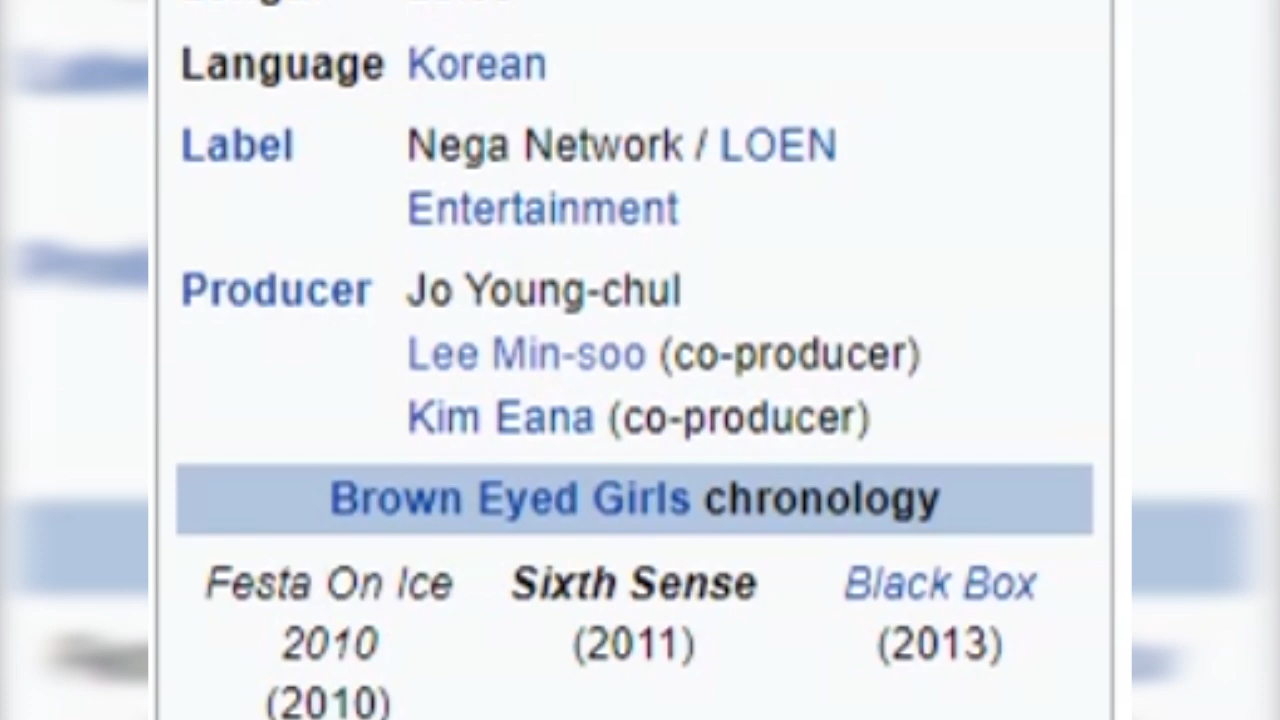 Language Korean
Label Nega Network / LOEN
Entertainment
Producer Jo Young-chul
Lee Min-soo (co-producer)
Kim Eana (co-producer)
Brown Eyed Girls chronology
Festa On Ice Sixth Sense Black Box
2010 (2011) (2013)
(2010)